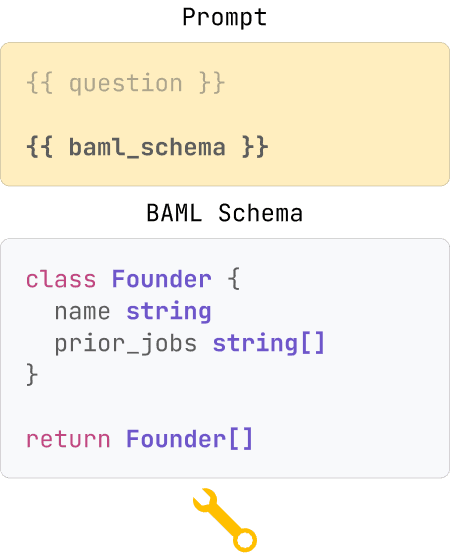 Prompt
{{ question }}
{{ baml_schema }}
BAML Schema
class Founder {
  name string
  prior_jobs string[]
}
return Founder[]